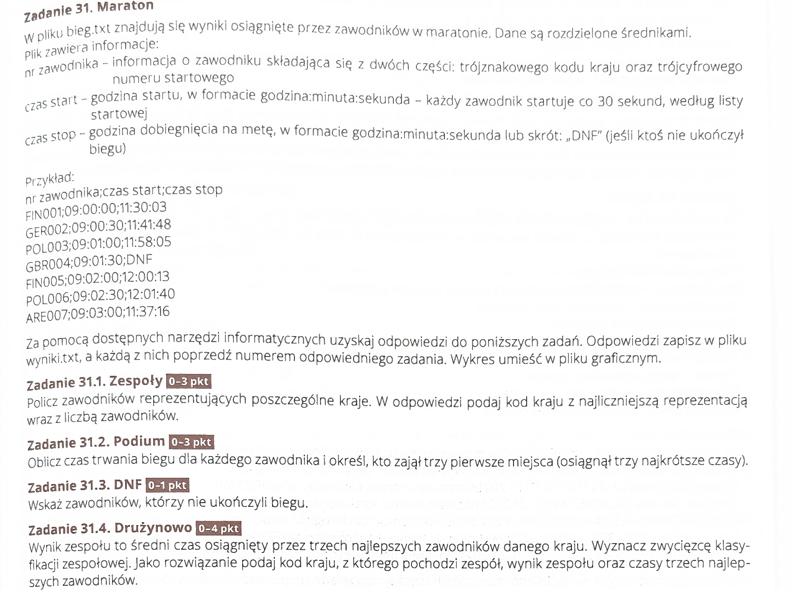 Zadanie 31. Maraton
W pliku bieg.txt znajdują się wyniki osiągnięte przez zawodników w maratonie. Dane są rozdzielone średnikami.
Plik zawiera informacje:
nr zawodnika – informacja o zawodniku składająca się z dwóch części: trójznakowego kodu kraju oraz trójcyfrowego
numeru startowego
czas start – godzina startu, w formacie godzina:minuta:sekunda – każdy zawodnik startuje co 30 sekund, według listy
startowej
czas stop – godzina dobiegnięcia na metę, w formacie godzina:minuta:sekunda lub skrót: „DNF” (jeśli ktoś nie ukończył
biegu)
Przykład:
nr zawodnika;czas start;czas stop
FIN001;09:00:00;11:30:03
GER002;09:00:30;11:41:48
POL003;09:01:00;11:58:05
GBR004;09:01:30;DNF
FIN005;09:02:00;12:00:13
POL006;09:02:30;12:01:40
ARE007;09:03:00;11:37:16
Za pomocą dostępnych narzędzi informatycznych uzyskaj odpowiedzi do poniższych zadań. Odpowiedzi zapisz w pliku
wyniki.txt, a każdą z nich poprzedź numerem odpowiedniego zadania. Wykres umieść w pliku graficznym.
Zadanie 31.1. Zespoły 0–3 pkt
Policz zawodników reprezentujących poszczególne kraje. W odpowiedzi podaj kod kraju z najliczniejszą reprezentacją
wraz z liczbą zawodników.
Zadanie 31.2. Podium 0–3 pkt
Oblicz czas trwania biegu dla każdego zawodnika i określ, kto zajął trzy pierwsze miejsca (osiągnął trzy najkrótsze czasy).
Zadanie 31.3. DNF 0–1 pkt
Wskaż zawodników, którzy nie ukończyli biegu.
Zadanie 31.4. Drużynowo 0–4 pkt
Wynik zespołu to średni czas osiągnięty przez trzech najlepszych zawodników danego kraju. Wyznacz zwycięzcę klasy-
fikacji zespołowej. Jako rozwiązanie podaj kod kraju, z którego pochodzi zespół, wynik zespołu oraz czasy trzech najlep-
szych zawodników.